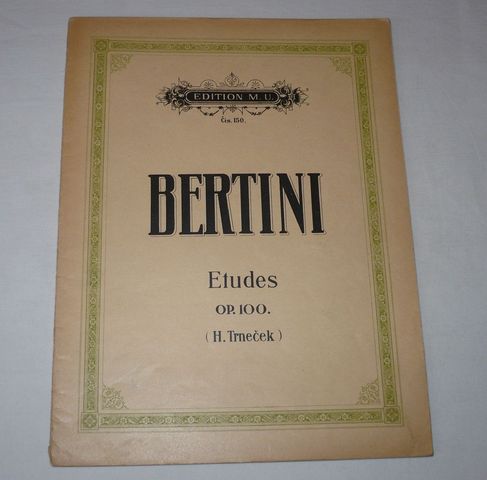 EDITION M. U.
čís. 150.
BERTINI
Etudes
OP. 100.
( H. Trneček )